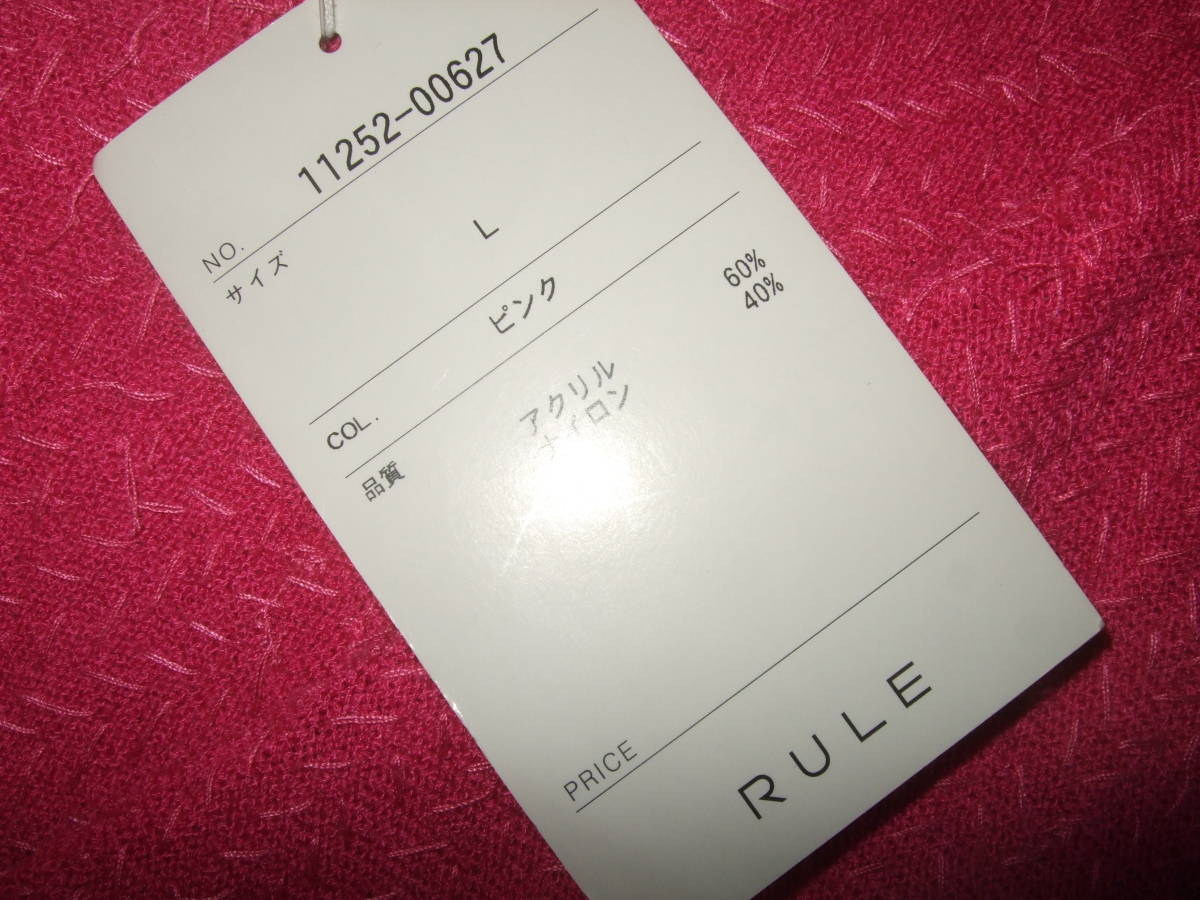 NO. 11252-00627
サイズ L
COL. ピンク
品質 アクリル 60%
ナイロン 40%
PRICE
RULE